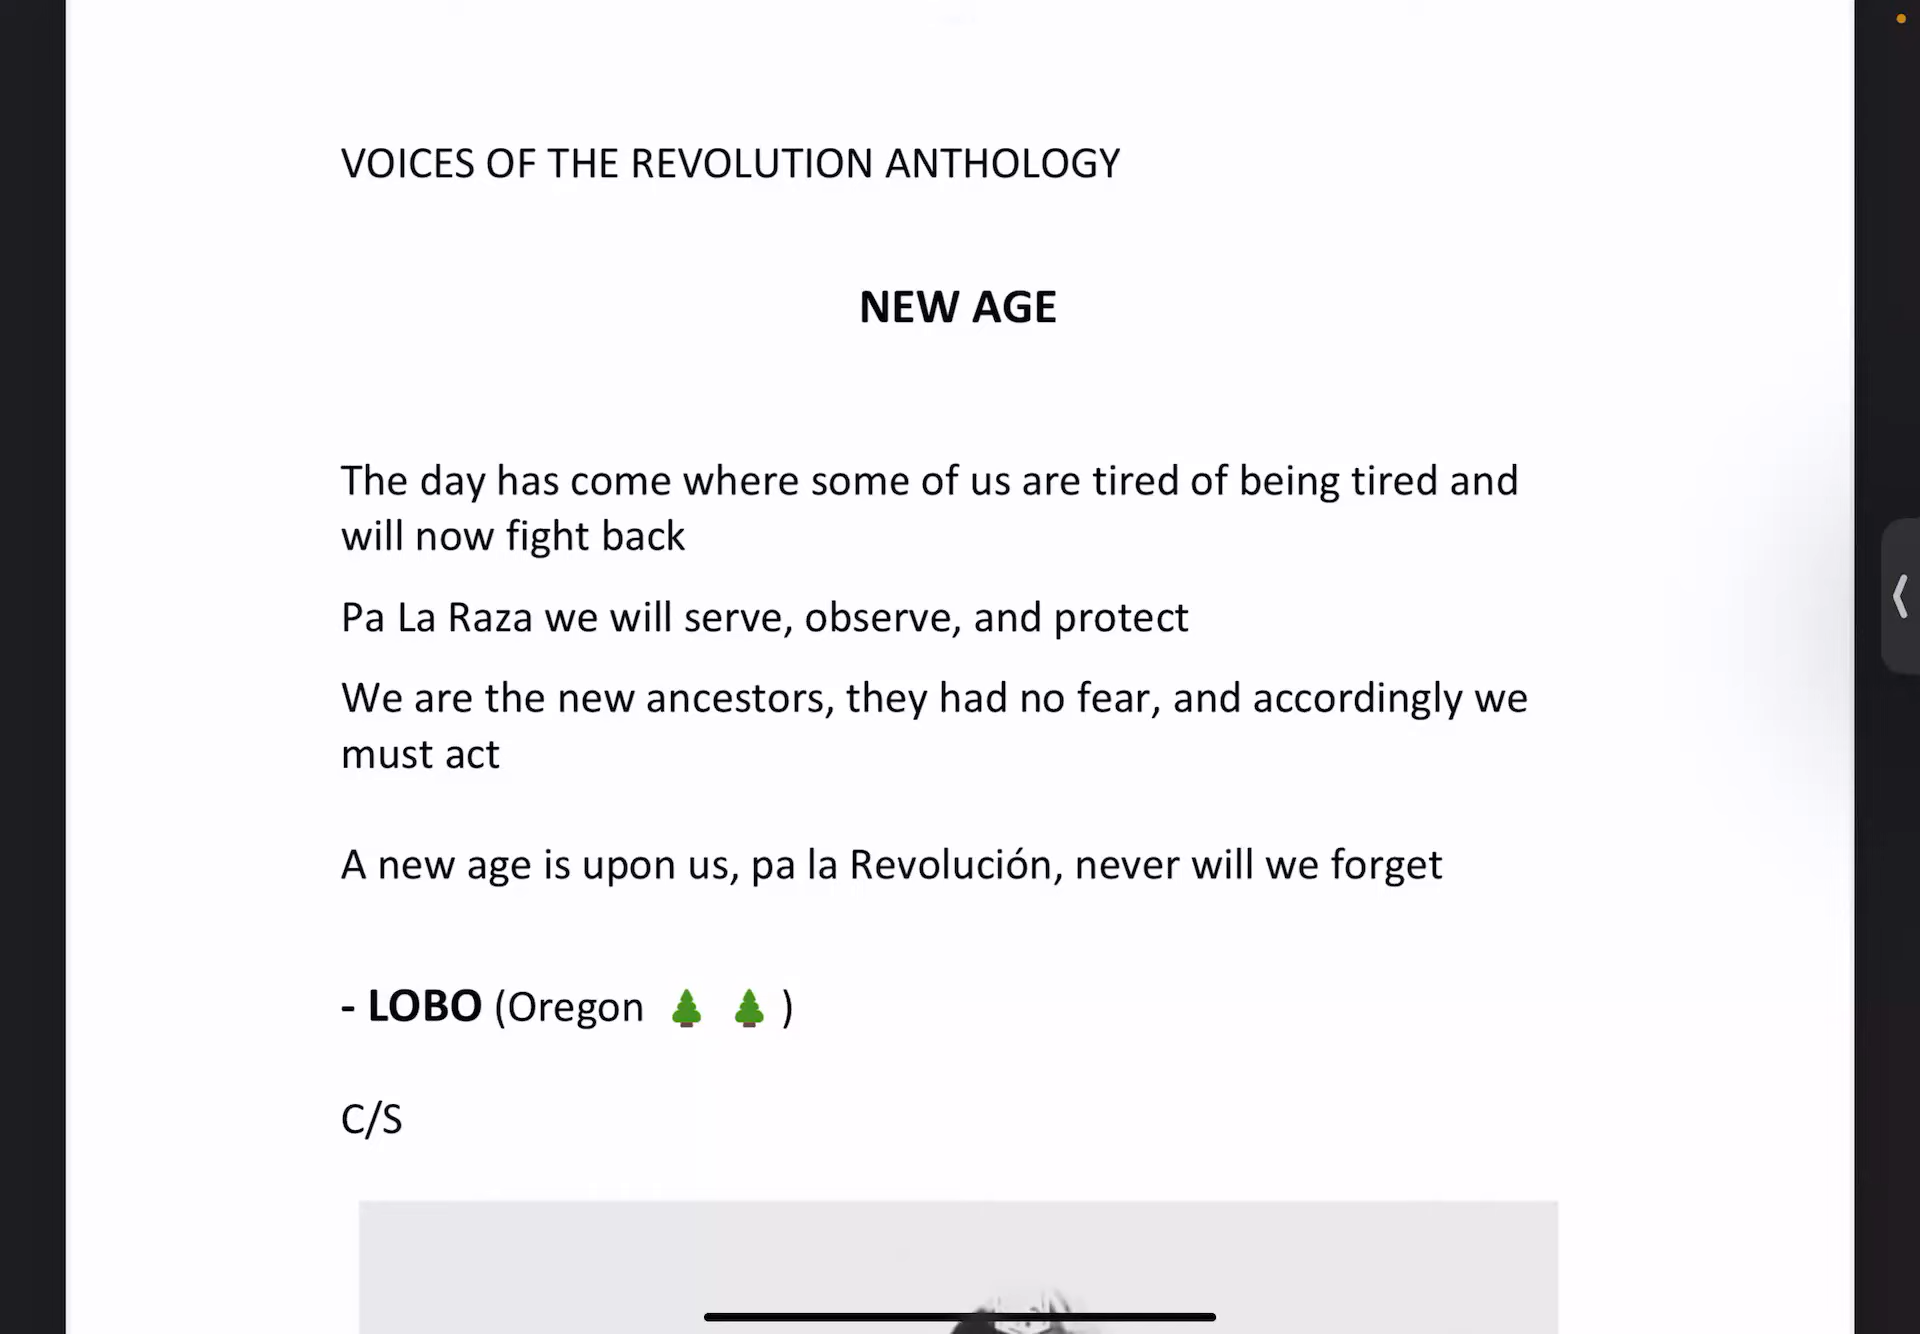 VOICES OF THE REVOLUTION ANTHOLOGY
NEW AGE
The day has come where some of us are tired of being tired and
will now fight back
Pa La Raza we will serve, observe, and protect
We are the new ancestors, they had no fear, and accordingly we
must act
A new age is upon us, pa la Revolución, never will we forget
- LOBO (Oregon 🌲 🌲 )
C/S